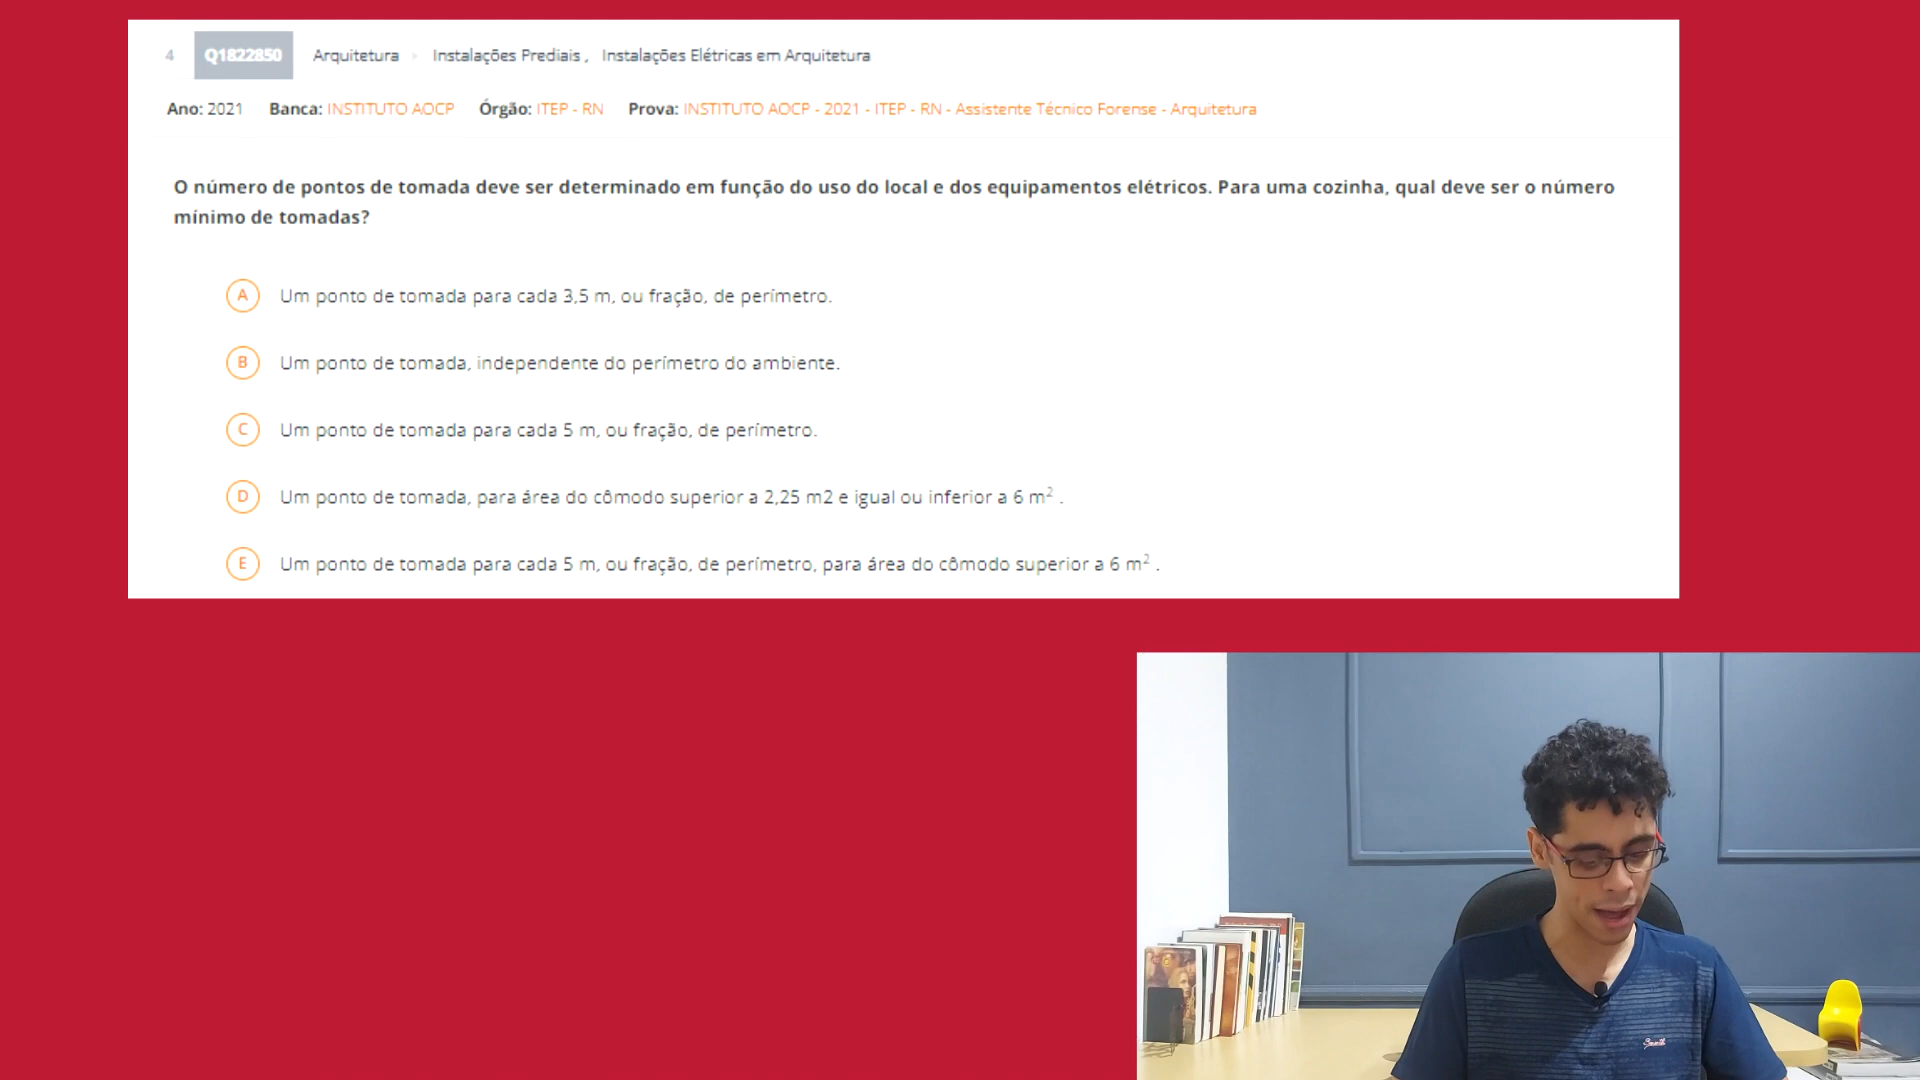 4 Q1822850 Arquitetura Instalações Prediais , Instalações Elétricas em Arquitetura
Ano: 2021 Banca: INSTITUTO AOCP Órgão: ITEP - RN Prova: INSTITUTO AOCP - 2021 - ITEP - RN - Assistente Técnico Forense - Arquitetura
O número de pontos de tomada deve ser determinado em função do uso do local e dos equipamentos elétricos. Para uma cozinha, qual deve ser o número
mínimo de tomadas?
A Um ponto de tomada para cada 3,5 m, ou fração, de perímetro.
B Um ponto de tomada, independente do perímetro do ambiente.
C Um ponto de tomada para cada 5 m, ou fração, de perímetro.
D Um ponto de tomada, para área do cômodo superior a 2,25 m2 e igual ou inferior a 6 m² .
E Um ponto de tomada para cada 5 m, ou fração, de perímetro, para área do cômodo superior a 6 m² .